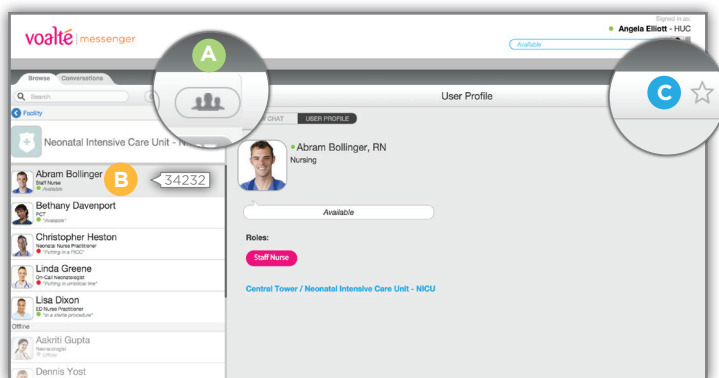 Signed in as:
voalté | messenger
Angela Elliott - HUC
Available
A
Browse Conversations
Search
User Profile
C
Facility
CHAT USER PROFILE
Neonatal Intensive Care Unit -
Abram Bollinger, RN
Nursing
Abram Bollinger
Staff Nurse
Available
B
34232
Bethany Davenport
PCT
"Available"
Available
Christopher Heston
Neonatal Nurse Practitioner
"Putting in a PICC"
Roles:
Staff Nurse
Linda Greene
On-Call Neonatologist
"Putting in umbilical line"
Central Tower / Neonatal Intensive Care Unit - NICU
Lisa Dixon
ED Nurse Practitioner
"In a sterile procedure"
Offline
Aakriti Gupta
Neonatologist
Offline
Dennis Yost